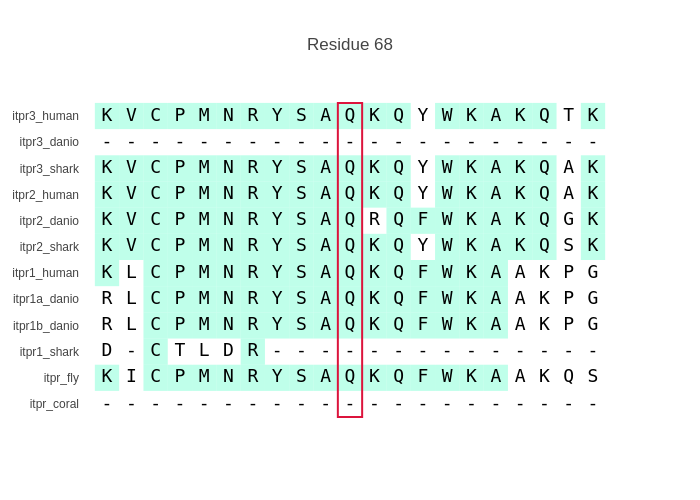 Residue 68
itpr3_human K V C P M N R Y S A Q K Q Y W K A K Q T K
itpr3_danio - - - - - - - - - - - - - - - - - - - - -
itpr3_shark K V C P M N R Y S A Q K Q Y W K A K Q A K
itpr2_human K V C P M N R Y S A Q K Q Y W K A K Q A K
itpr2_danio K V C P M N R Y S A Q R Q F W K A K Q G K
itpr2_shark K V C P M N R Y S A Q K Q Y W K A K Q S K
itpr1_human K L C P M N R Y S A Q K Q F W K A A K P G
itpr1a_danio R L C P M N R Y S A Q K Q F W K A A K P G
itpr1b_danio R L C P M N R Y S A Q K Q F W K A A K P G
itpr1_shark D - C T L D R - - - - - - - - - - - - - -
itpr_fly K I C P M N R Y S A Q K Q F W K A A K Q S
itpr_coral - - - - - - - - - - - - - - - - - - - - -